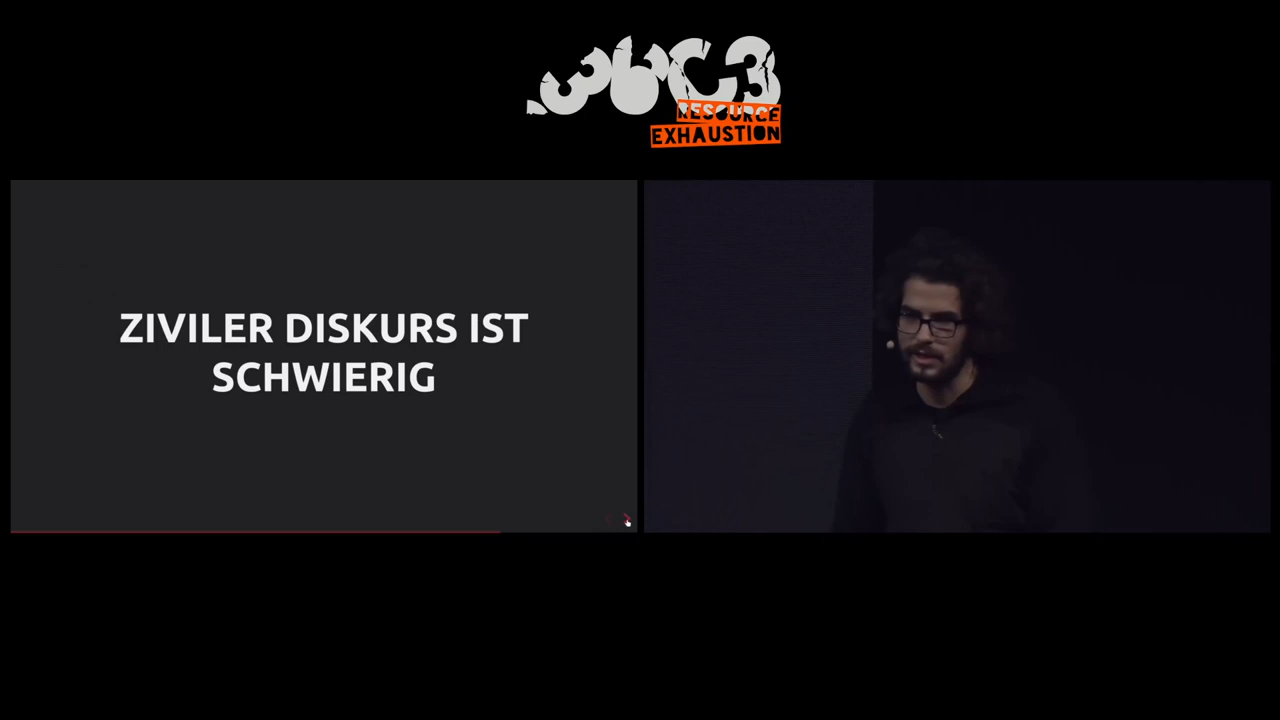 36C3
RESOURCE
EXHAUSTION
ZIVILER DISKURS IST
SCHWIERIG